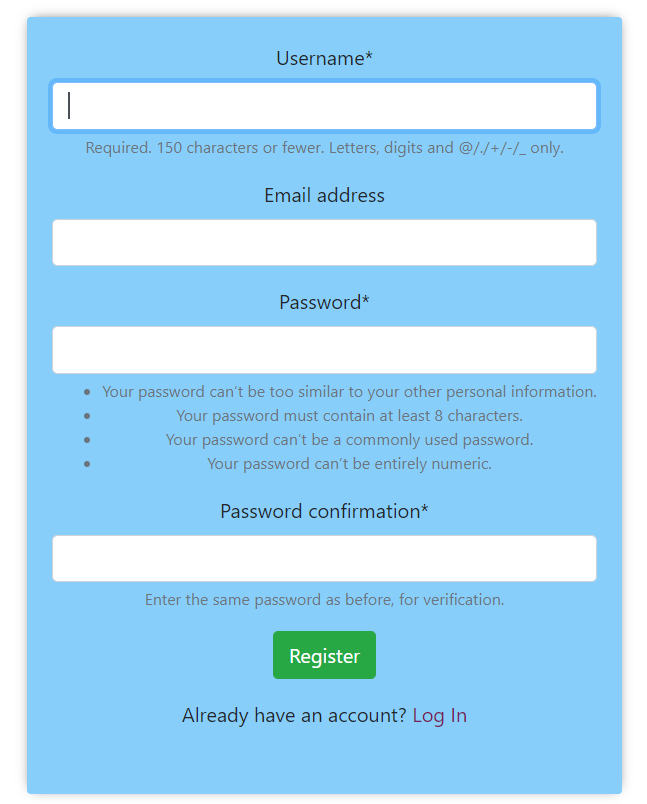 Username*
Required. 150 characters or fewer. Letters, digits and @/./+/-/_ only.
Email address
Password*
Your password can't be too similar to your other personal information.
Your password must contain at least 8 characters.
Your password can't be a commonly used password.
Your password can't be entirely numeric.
Password confirmation*
Enter the same password as before, for verification.
Register
Already have an account? Log In